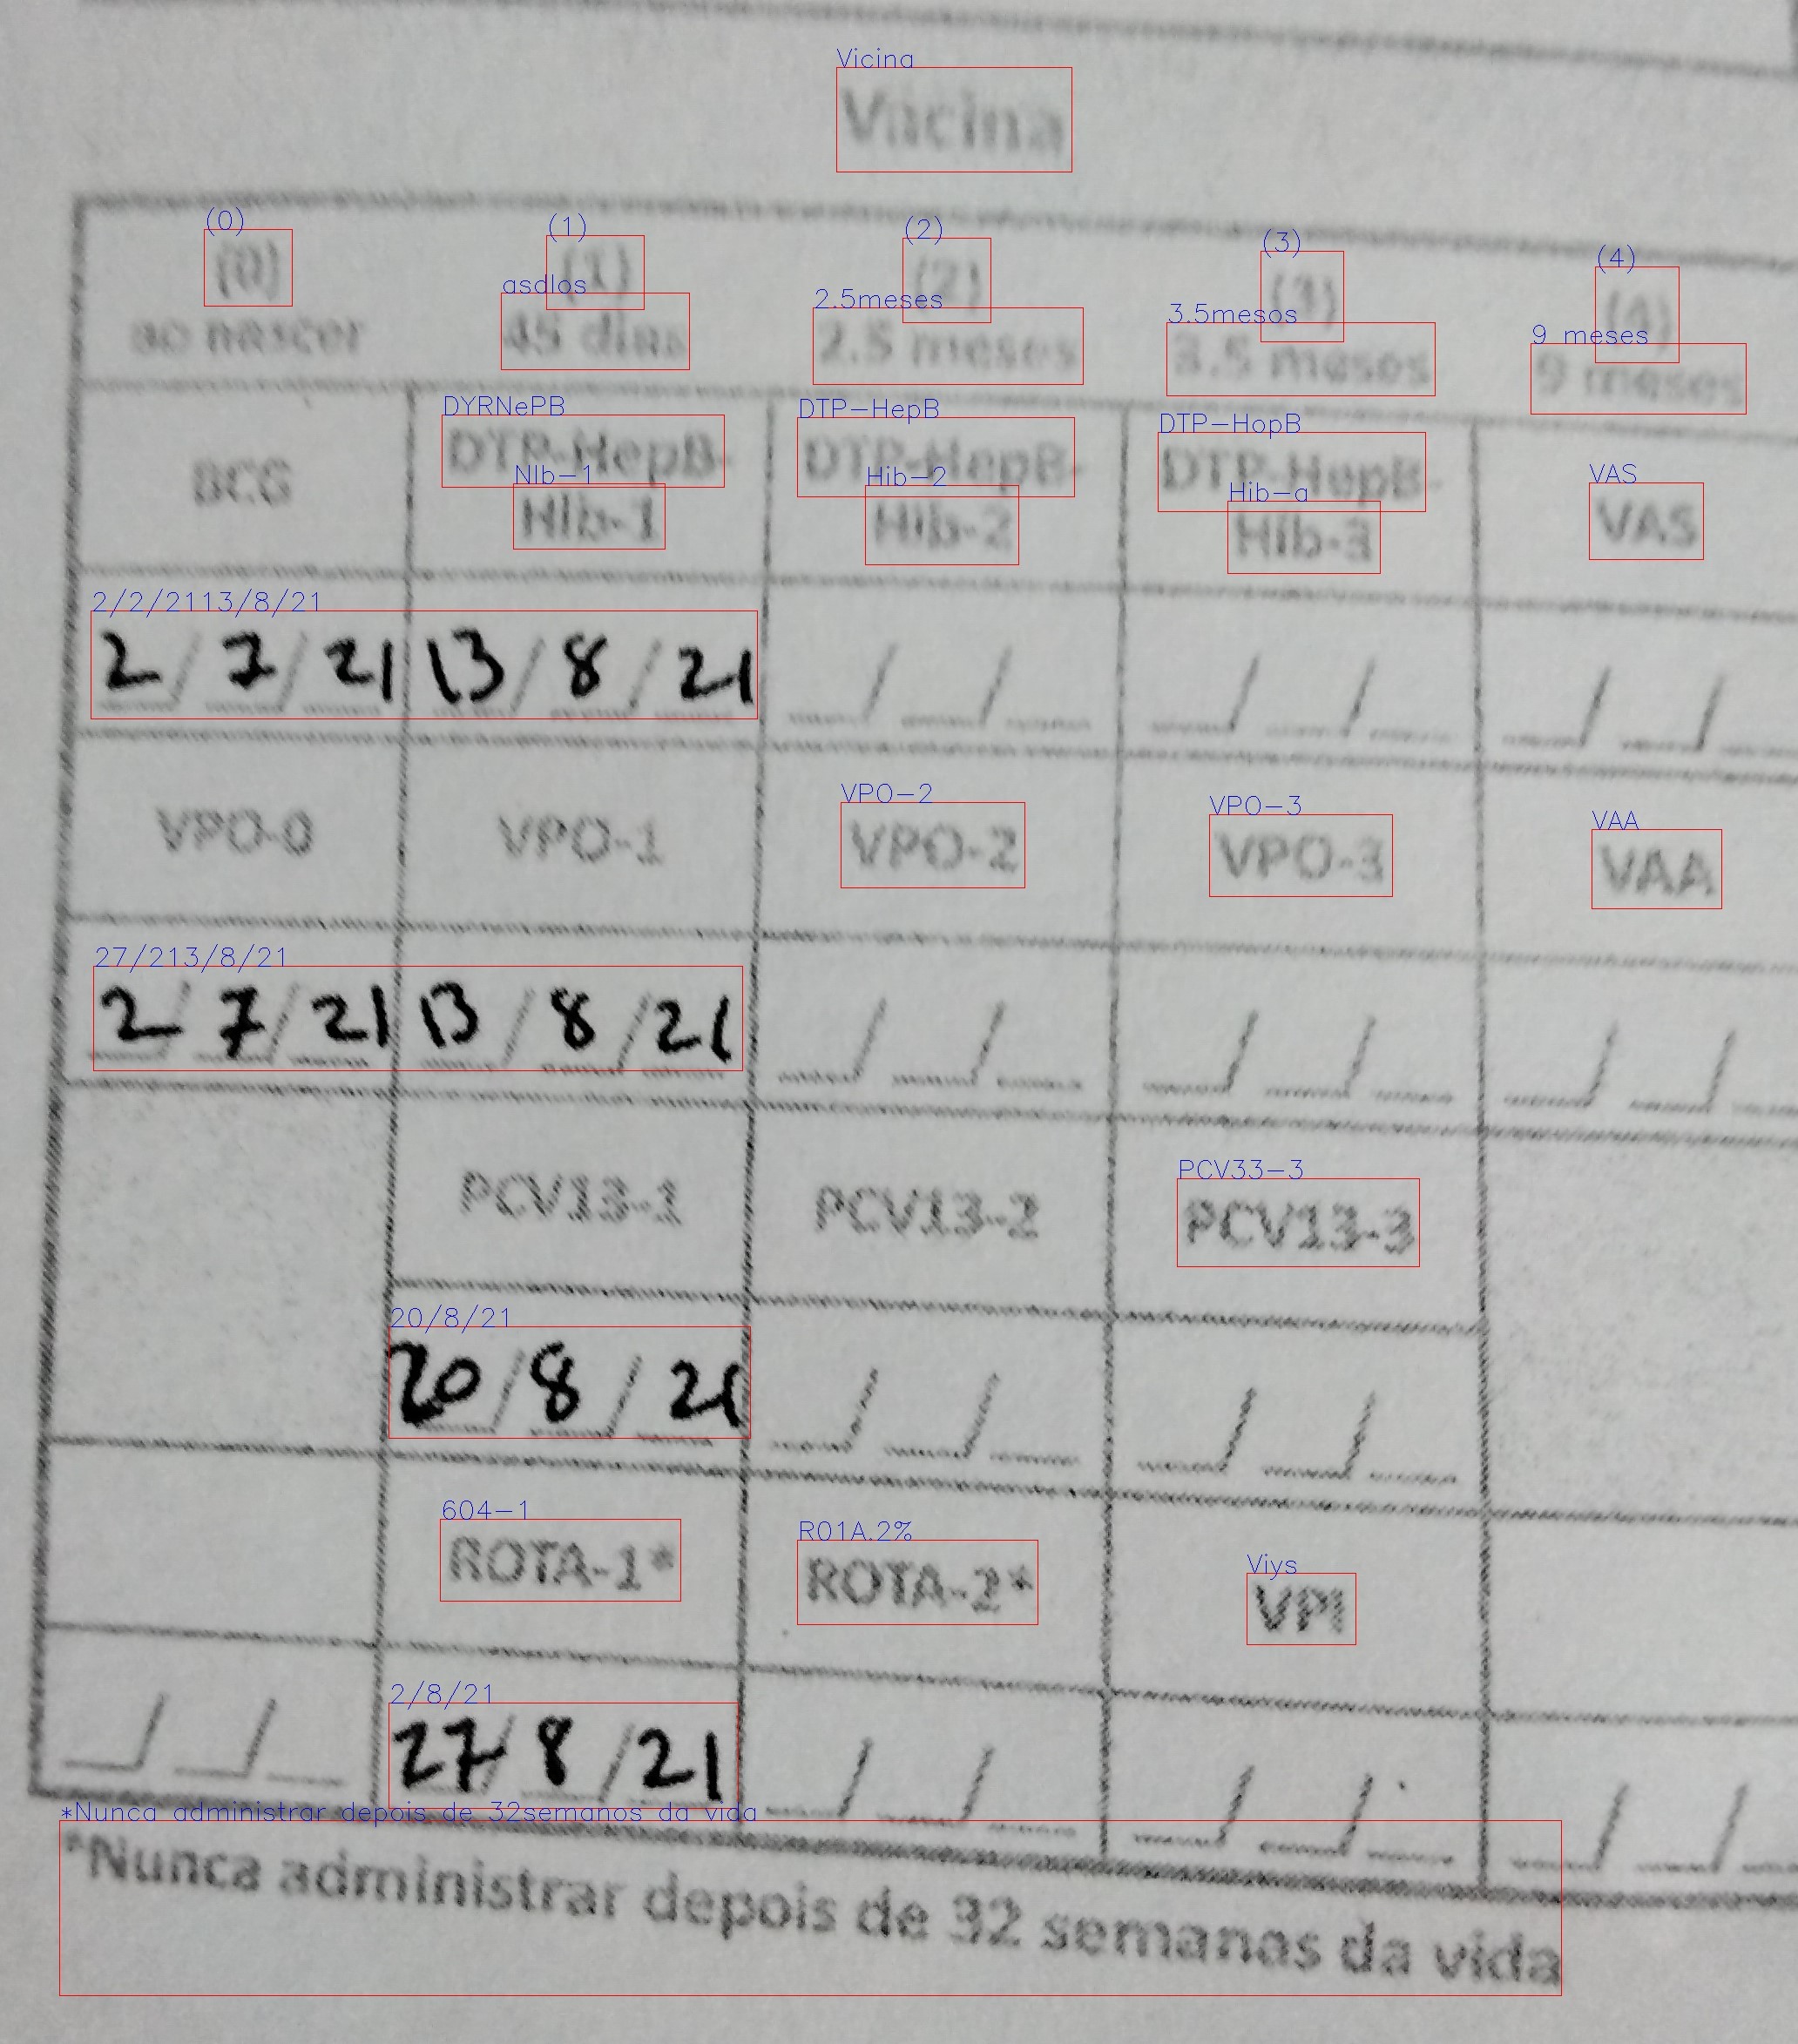 Vicina
Vacina
(0) (1) (2) (3) (4)
(0) (1) (2) (3) (4)
asdlos 2.5meses 3.5mesos 9 meses
ao nascer 45 dias 2.5 meses 3.5 meses 9 meses
DYRNePB DTP-HepB DTP-HopB
DTP-HepB- DTP-HepB- DTP-HepB-
NIb-1 Hib-2 Hib-a VAS
BCG Hib-1 Hib-2 Hib-3 VAS
2/2/2113/8/21
2/7/21 13/8/21 / / / / / /
VPO-2 VPO-3 VAA
VPO-0 VPO-1 VPO-2 VPO-3 VAA
27/213/8/21
2/7/21 13/8/21 / / / / / /
PCV33-3
PCV13-1 PCV13-2 PCV13-3
20/8/21
20/8/21 / / / /
604-1 R01A.2% Viys
ROTA-1* ROTA-2* VPI
2/8/21
/ / 27/8/21 / / / / / /
*Nunca administrar depois de 32semanos da vida
*Nunca administrar depois de 32 semanas da vida